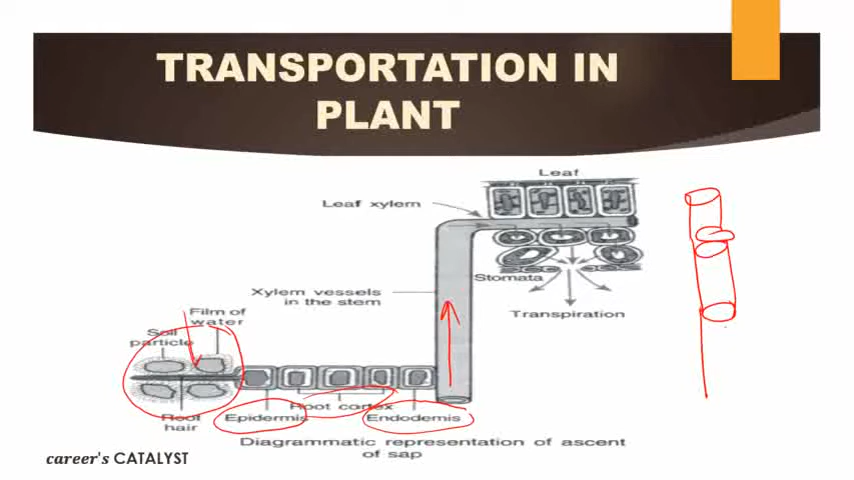 TRANSPORTATION IN
PLANT
Leaf
Leaf xylem
Stomata
Xylem vessels
in the stem
Transpiration
Film of
water
Soil
particle
Root cortex
Epidermis
Endodemis
Root
hair
Diagrammatic representation of ascent
of sap
career's CATALYST